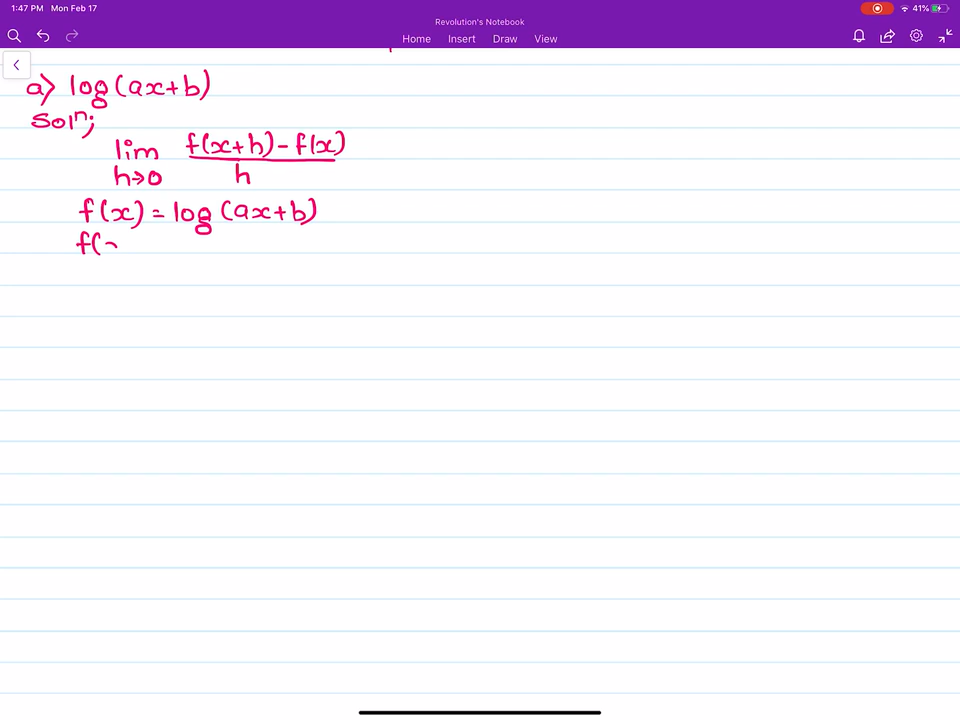 1:47 PM Mon Feb 17
41%
Revolution's Notebook
Home Insert Draw View
a) log(ax+b)
Solⁿ;
lim f(x+h)-f(x)
h→0 h
f(x) = log(ax+b)
f(